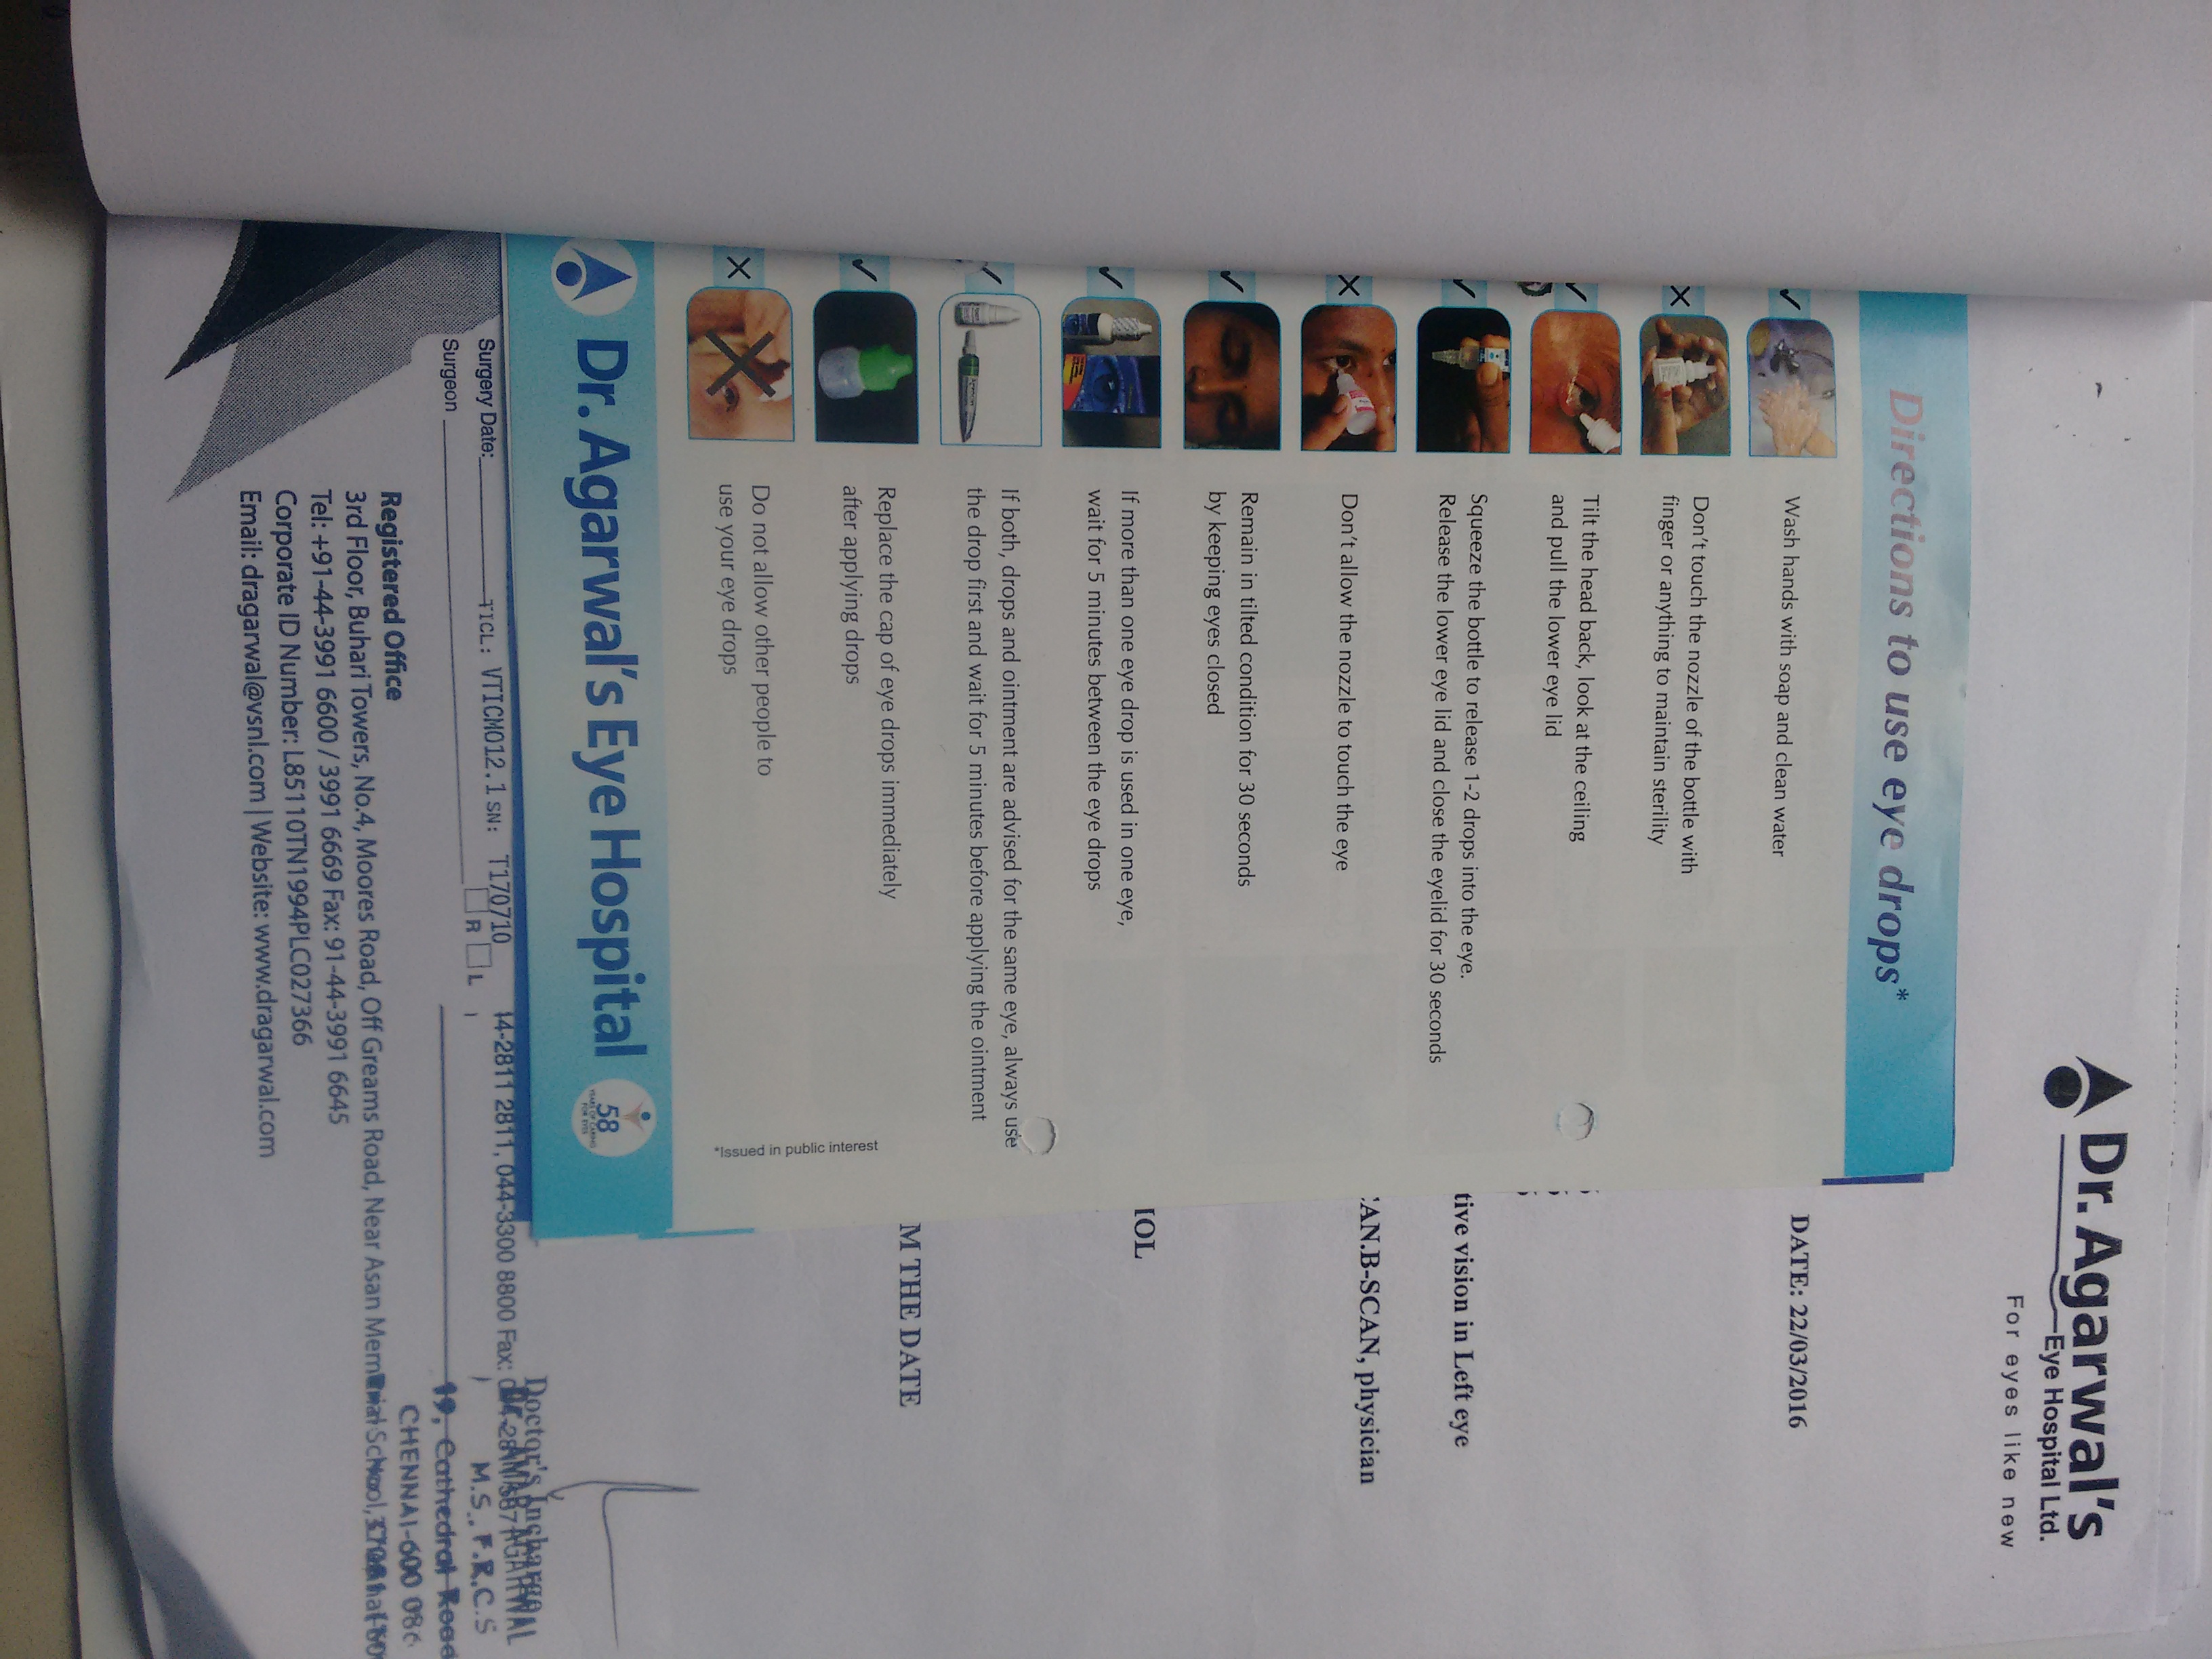 Dr. Agarwal's
Eye Hospital Ltd.
For eyes like new
DATE: 22/03/2016
tive vision in Left eye
AN.B-SCAN, physician
IOL
M THE DATE
Directions to use eye drops*
Wash hands with soap and clean water
Don't touch the nozzle of the bottle with
finger or anything to maintain sterility
Tilt the head back, look at the ceiling
and pull the lower eye lid
Squeeze the bottle to release 1-2 drops into the eye.
Release the lower eye lid and close the eyelid for 30 seconds
Don't allow the nozzle to touch the eye
Remain in tilted condition for 30 seconds
by keeping eyes closed
If more than one eye drop is used in one eye,
wait for 5 minutes between the eye drops
If both, drops and ointment are advised for the same eye, always use
the drop first and wait for 5 minutes before applying the ointment
Replace the cap of eye drops immediately
after applying drops
Do not allow other people to
use your eye drops
*Issued in public interest
Dr. Agarwal's Eye Hospital
58
Doctor's Incharge
AGARWAL
M.S., F.R.C.S
19, Cathedral Road
CHENNAI-600 086
TICL: VTICMO12.1 SN: T170710
14-2811 2811, 044-3300 8800 Fax:
Surgery Date:
R L
Surgeon
Registered Office
3rd Floor, Buhari Towers, No.4, Moores Road, Off Greams Road, Near Asan Memorial School,
Tel: +91-44-3991 6600 / 3991 6669 Fax: 91-44-3991 6645
Corporate ID Number: L85110TN1994PLC027366
Email: dragarwal@vsnl.com | Website: www.dragarwal.com